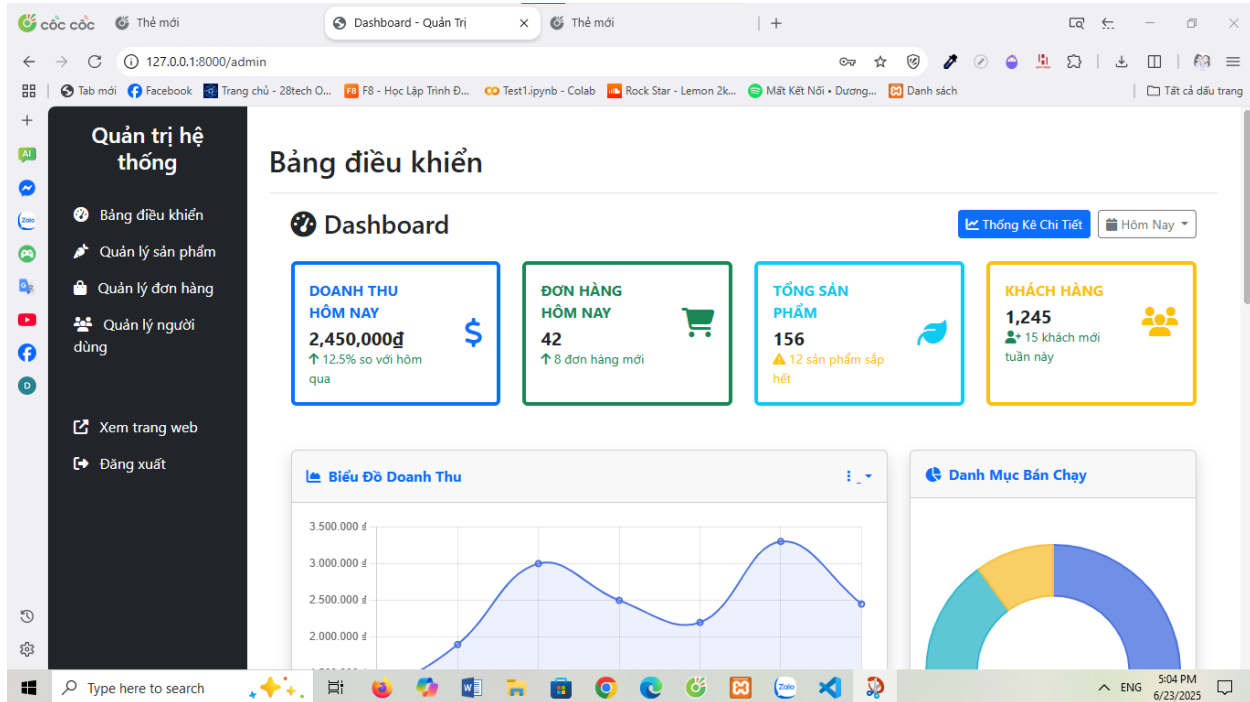 cốc cốc
Thẻ mới
Dashboard - Quản Trị
Thẻ mới
127.0.0.1:8000/admin
Tab mới
Facebook
Trang chủ - 28tech O...
F8 - Học Lập Trình Đ...
Test1.ipynb - Colab
Rock Star - Lemon 2k...
Mất Kết Nối • Dương...
Danh sách
Tất cả dấu trang
Quản trị hệ
thống
Bảng điều khiển
Quản lý sản phẩm
Quản lý đơn hàng
Quản lý người
dùng
Xem trang web
Đăng xuất
Bảng điều khiển
Dashboard
Thống Kê Chi Tiết
Hôm Nay
DOANH THU
HÔM NAY
2,450,000₫
12.5% so với hôm
qua
ĐƠN HÀNG
HÔM NAY
42
8 đơn hàng mới
TỔNG SẢN
PHẨM
156
12 sản phẩm sắp
hết
KHÁCH HÀNG
1,245
15 khách mới
tuần này
Biểu Đồ Doanh Thu
3.500.000 ₫
3.000.000 ₫
2.500.000 ₫
2.000.000 ₫
Danh Mục Bán Chạy
Type here to search
ENG
5:04 PM
6/23/2025